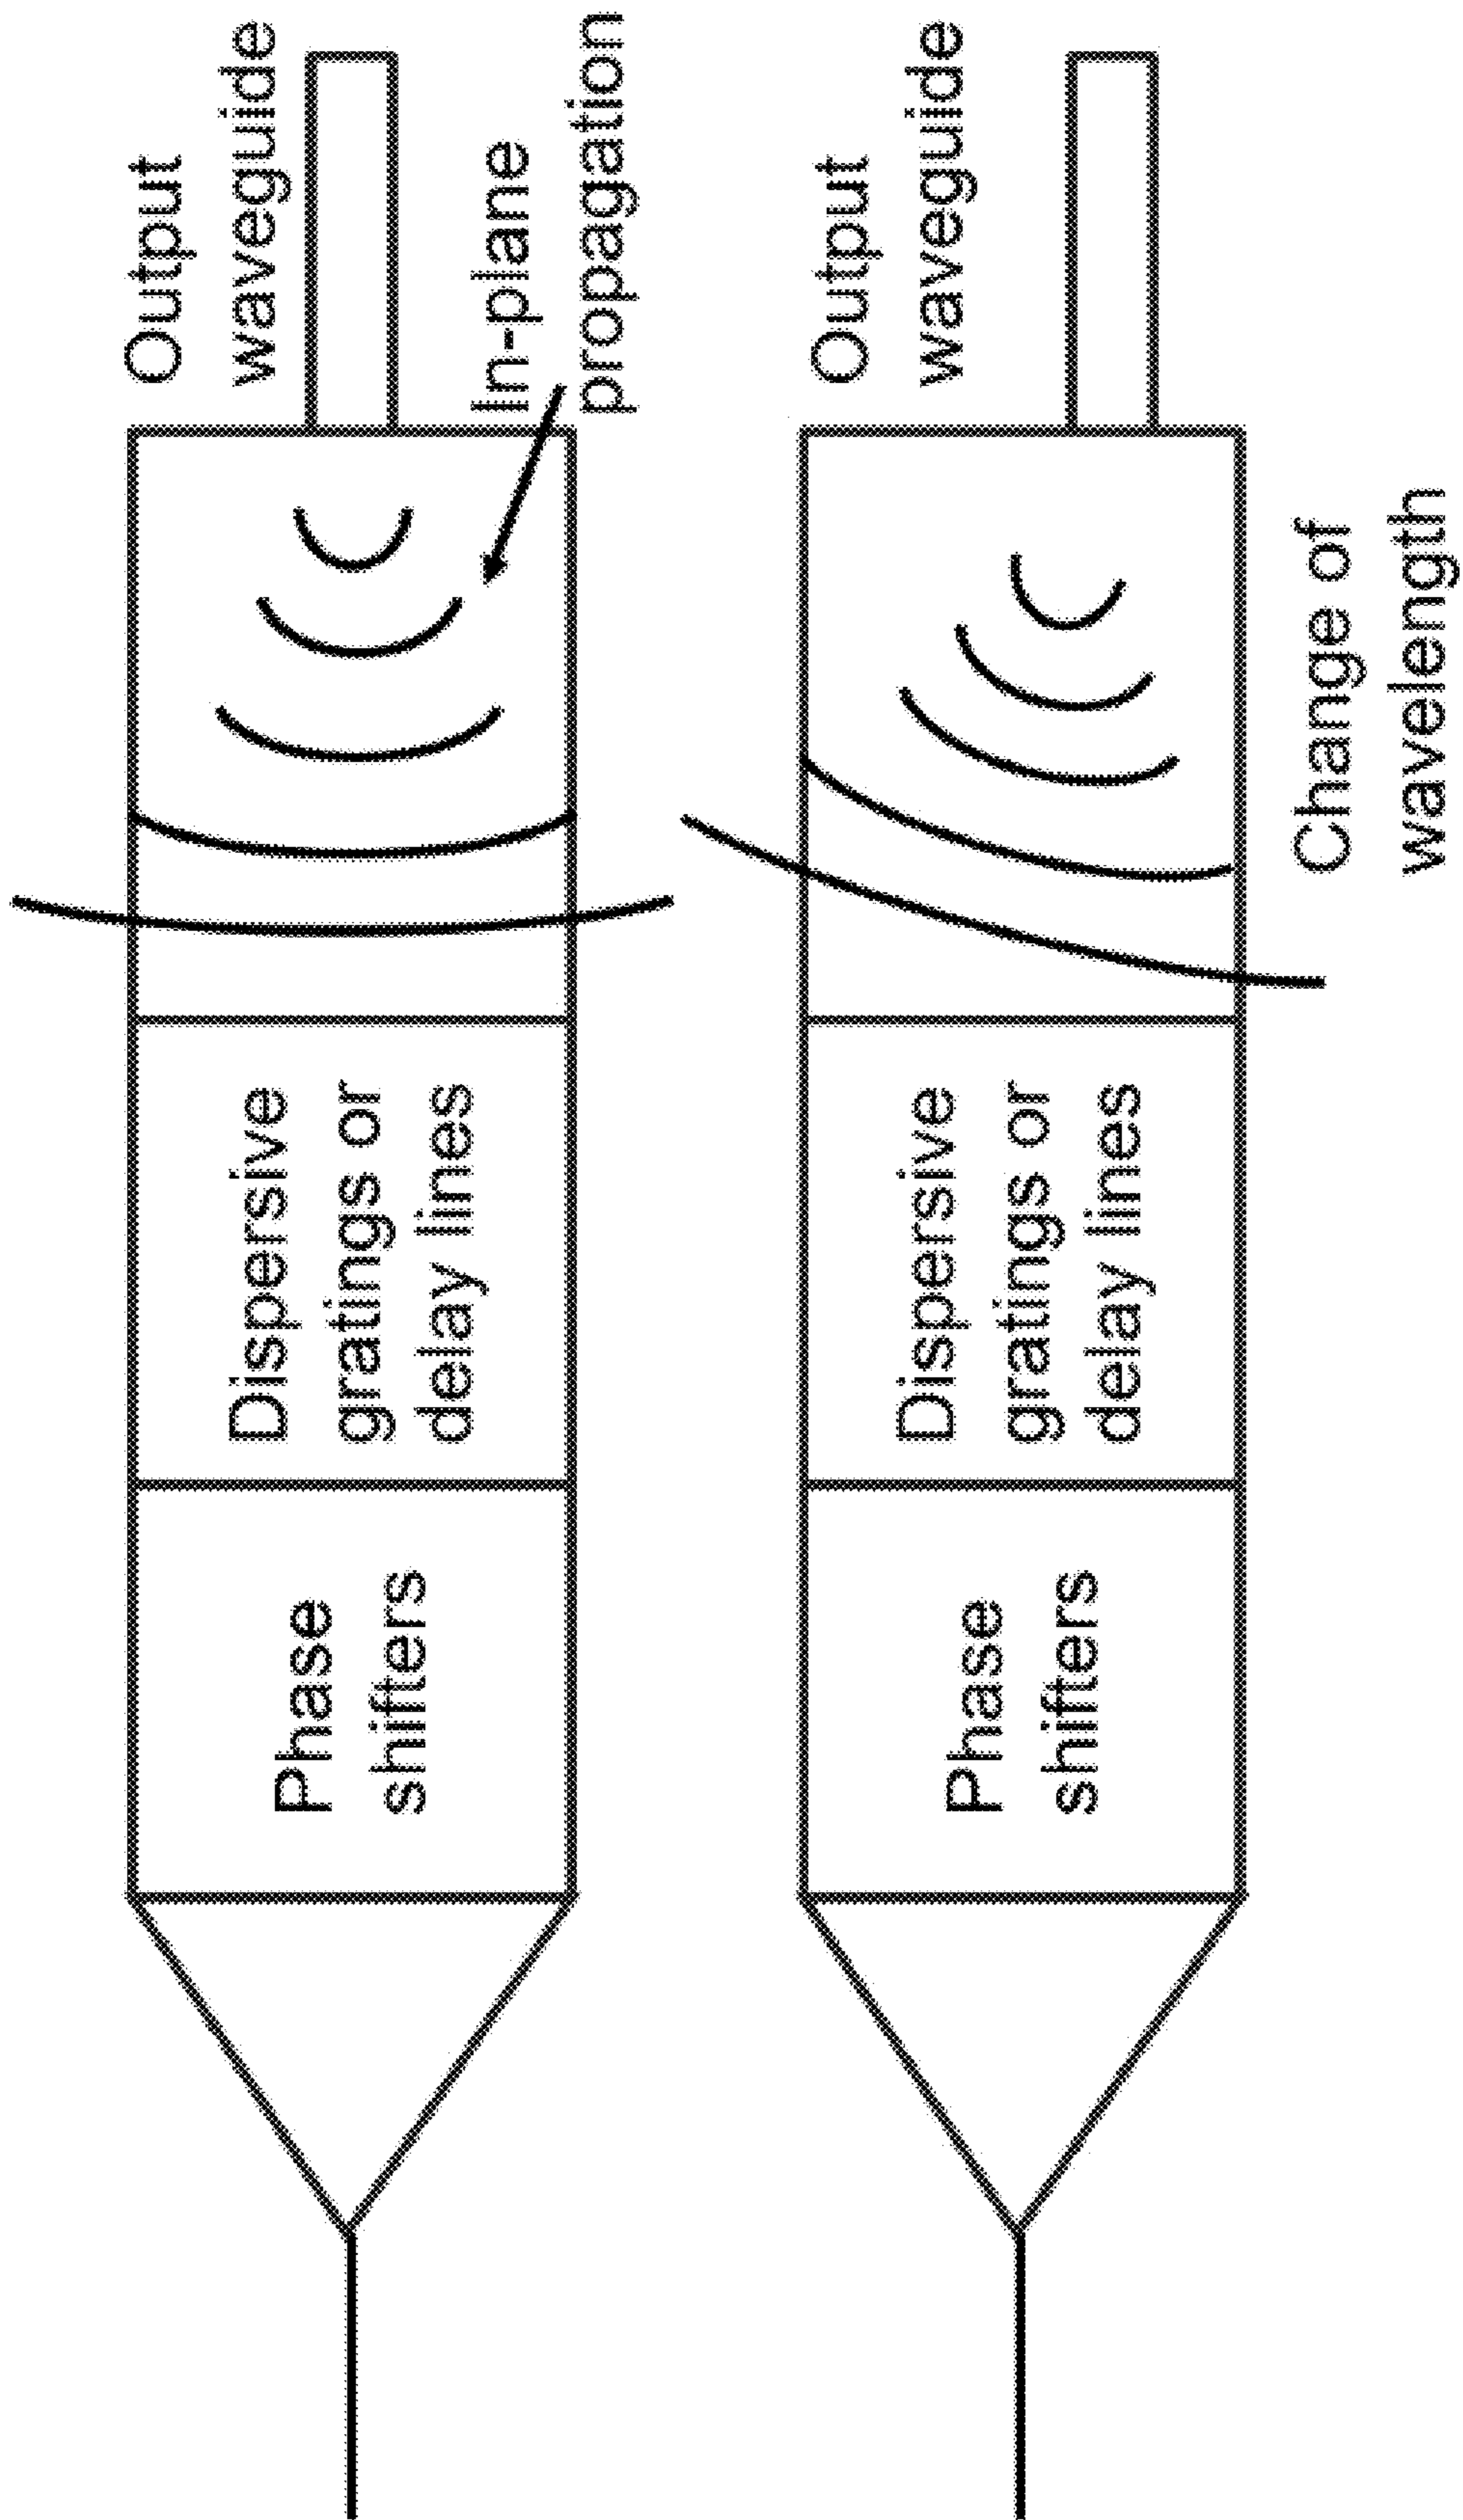 Output
waveguide
In-plane
propagation
Dispersive
gratings or
delay lines
Phase
shifters
Output
waveguide
Change of
wavelength
Dispersive
gratings or
delay lines
Phase
shifters